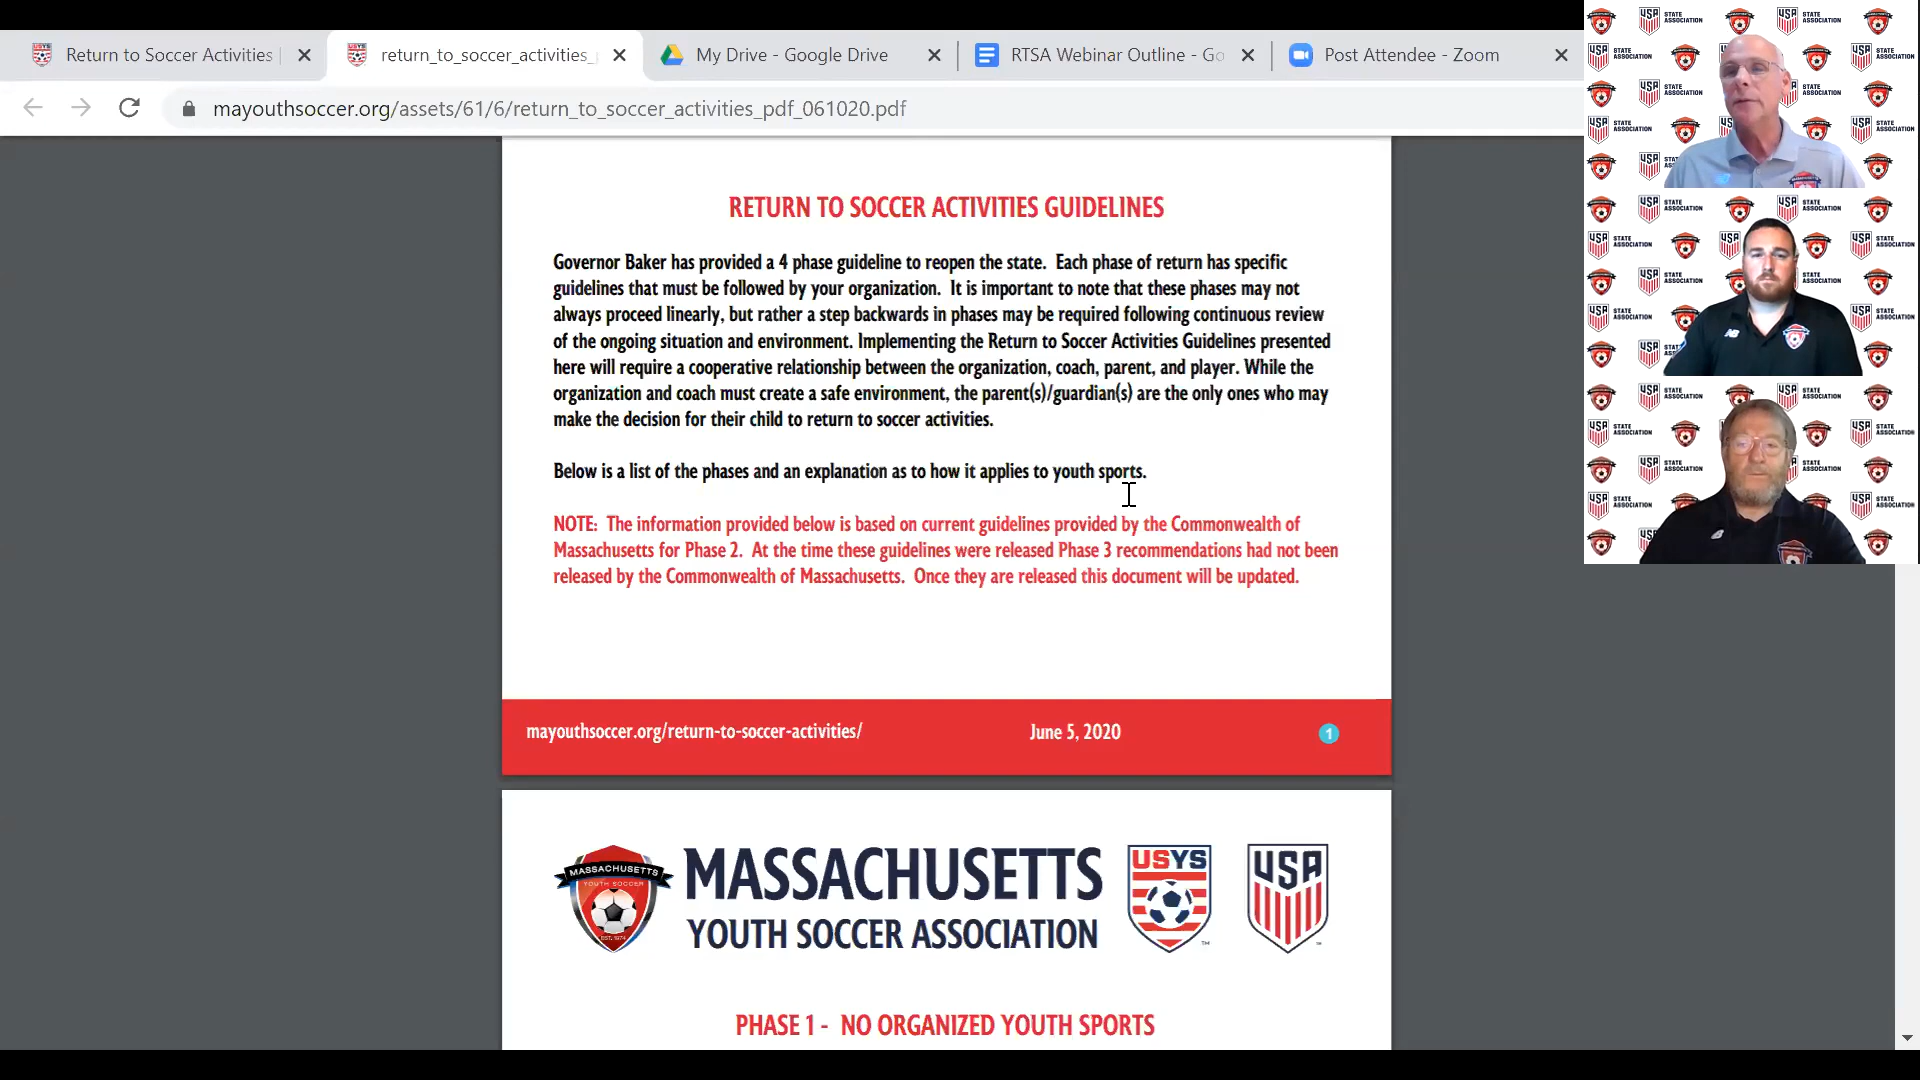 Return to Soccer Activities
return_to_soccer_activities_
My Drive - Google Drive
RTSA Webinar Outline - Go
Post Attendee - Zoom
mayouthsoccer.org/assets/61/6/return_to_soccer_activities_pdf_061020.pdf
RETURN TO SOCCER ACTIVITIES GUIDELINES
Governor Baker has provided a 4 phase guideline to reopen the state. Each phase of return has specific
guidelines that must be followed by your organization. It is important to note that these phases may not
always proceed linearly, but rather a step backwards in phases may be required following continuous review
of the ongoing situation and environment. Implementing the Return to Soccer Activities Guidelines presented
here will require a cooperative relationship between the organization, coach, parent, and player. While the
organization and coach must create a safe environment, the parent(s)/guardian(s) are the only ones who may
make the decision for their child to return to soccer activities.
Below is a list of the phases and an explanation as to how it applies to youth sports.
NOTE: The information provided below is based on current guidelines provided by the Commonwealth of
Massachusetts for Phase 2. At the time these guidelines were released Phase 3 recommendations had not been
released by the Commonwealth of Massachusetts. Once they are released this document will be updated.
mayouthsoccer.org/return-to-soccer-activities/
June 5, 2020
1
MASSACHUSETTS
YOUTH SOCCER
EST. 1974
MASSACHUSETTS
YOUTH SOCCER ASSOCIATION
USYS
TM
USA
PHASE 1 - NO ORGANIZED YOUTH SPORTS
USA
STATE
ASSOCIATION